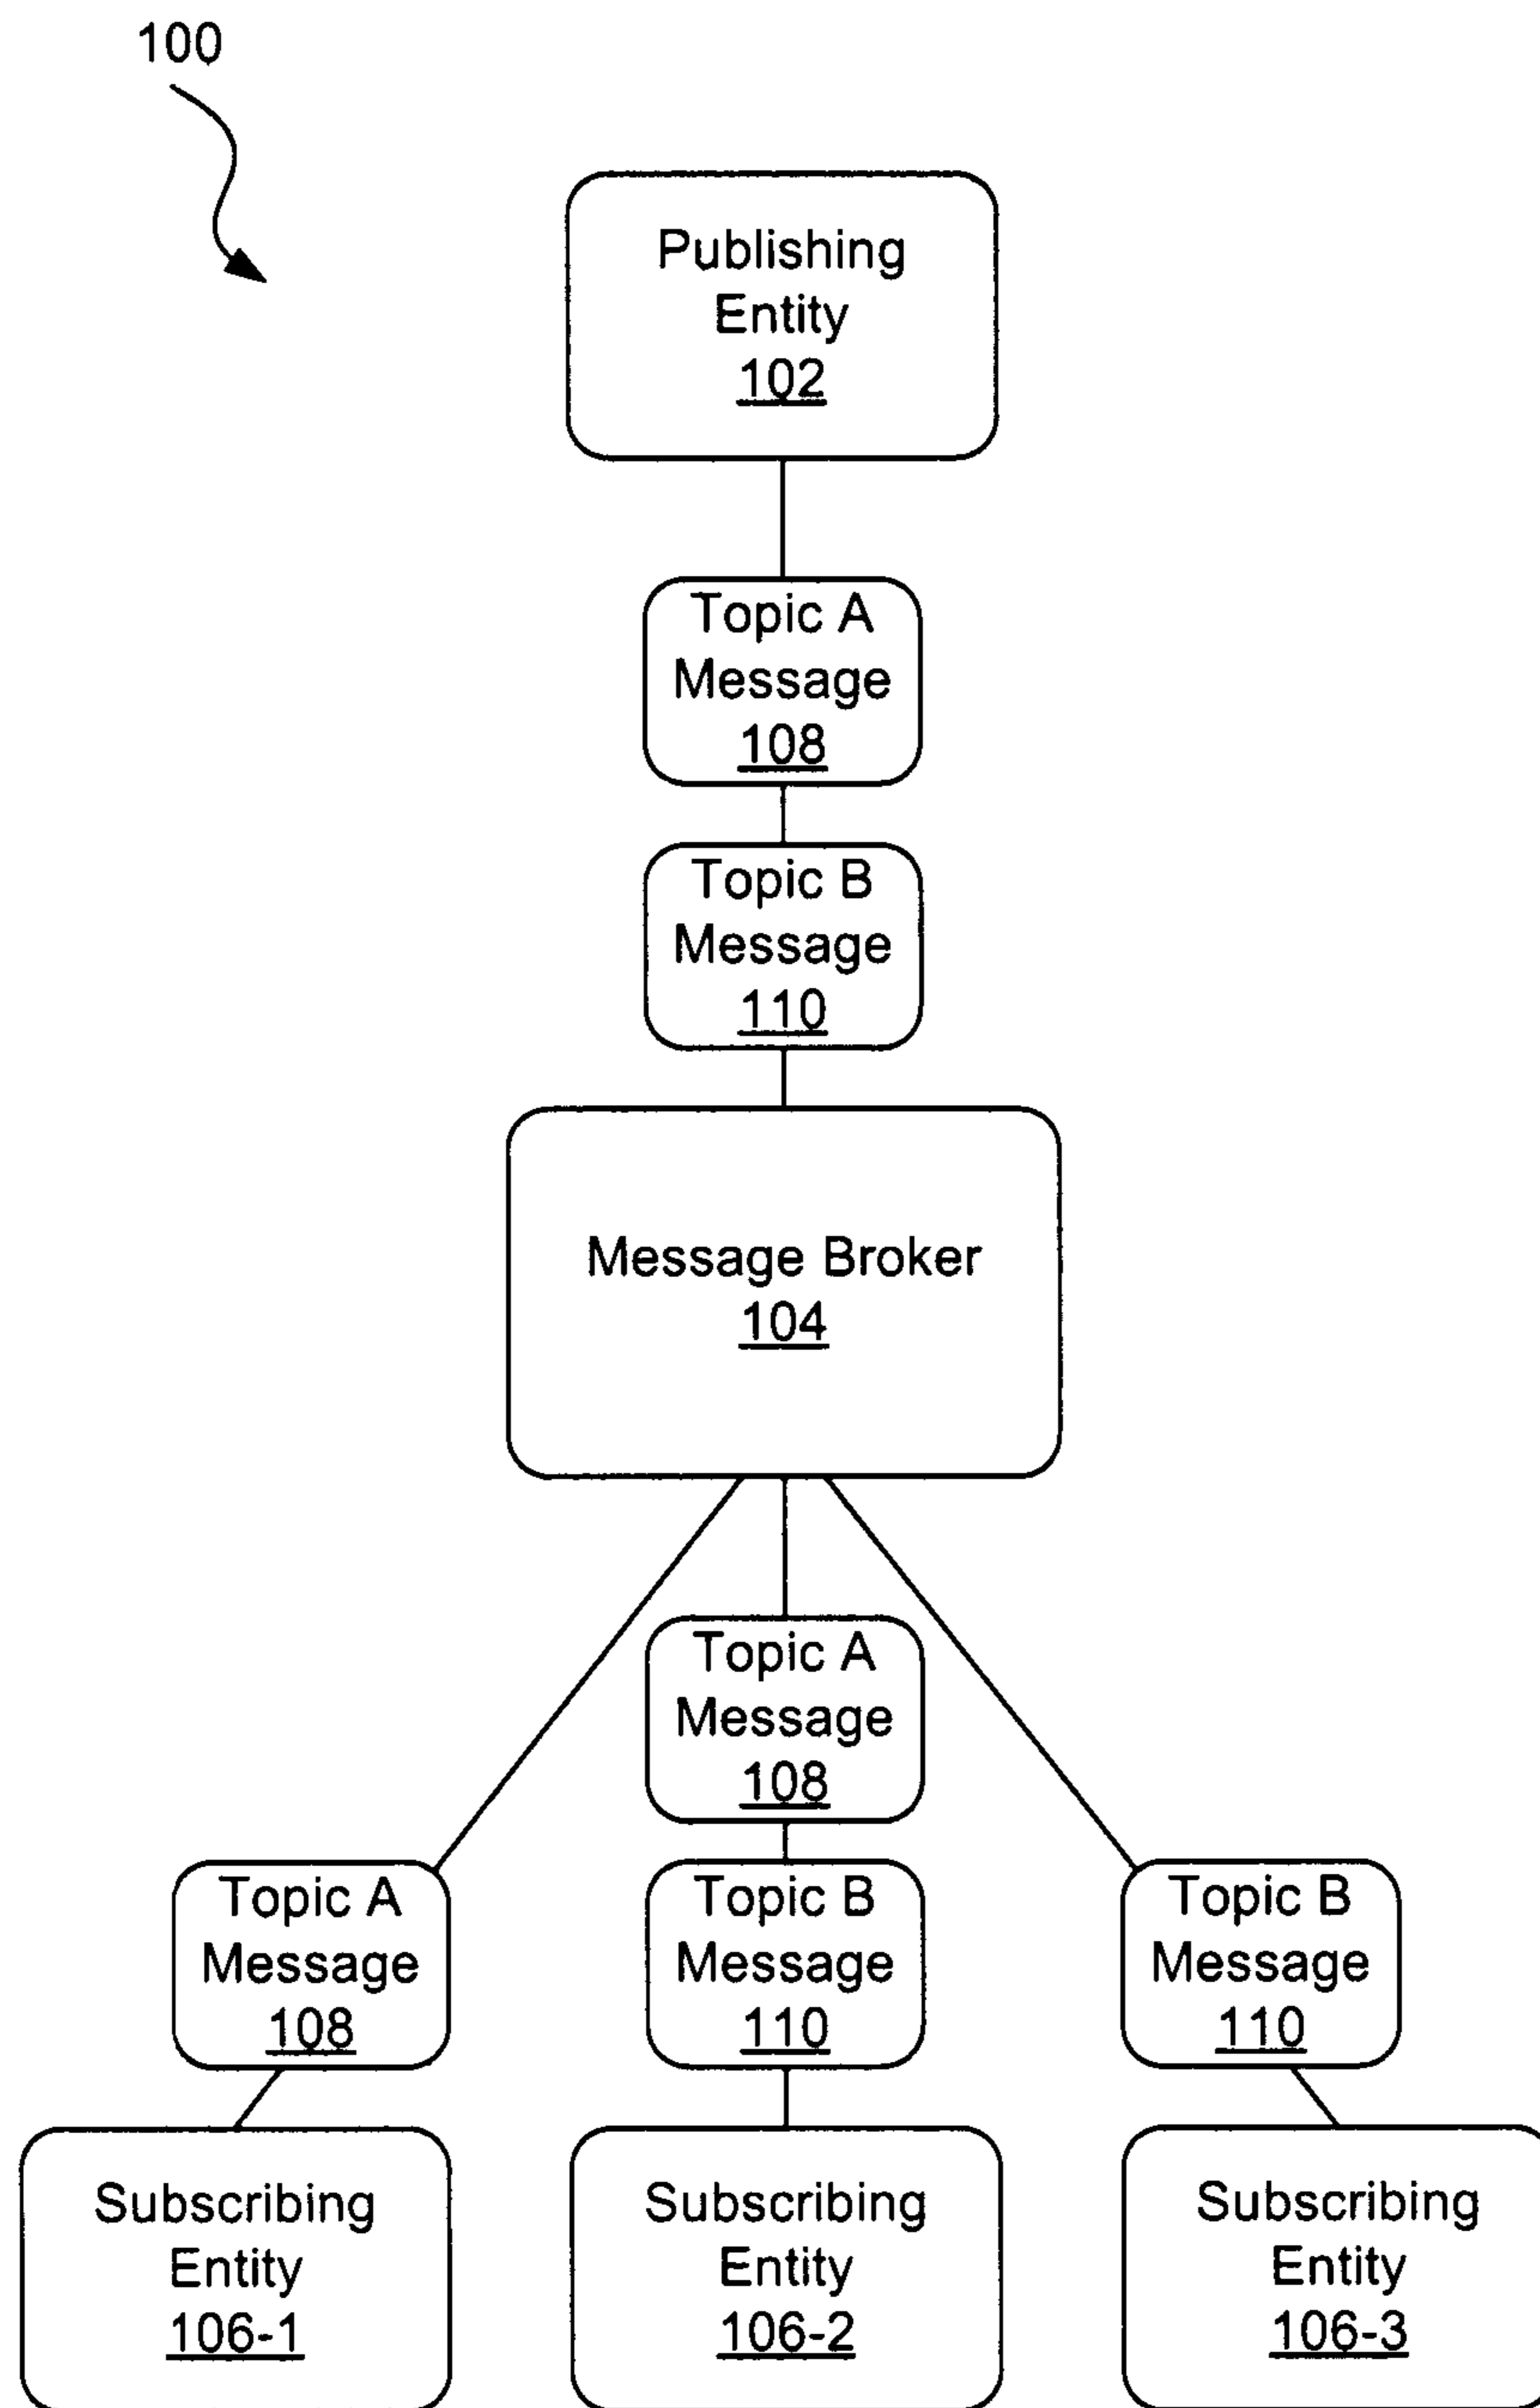 100
Publishing
Entity
102
Topic A
Message
108
Topic B
Message
110
Message Broker
104
Topic A
Message
108
Topic A
Message
108
Topic B
Message
110
Topic B
Message
110
Subscribing
Entity
106-1
Subscribing
Entity
106-2
Subscribing
Entity
106-3